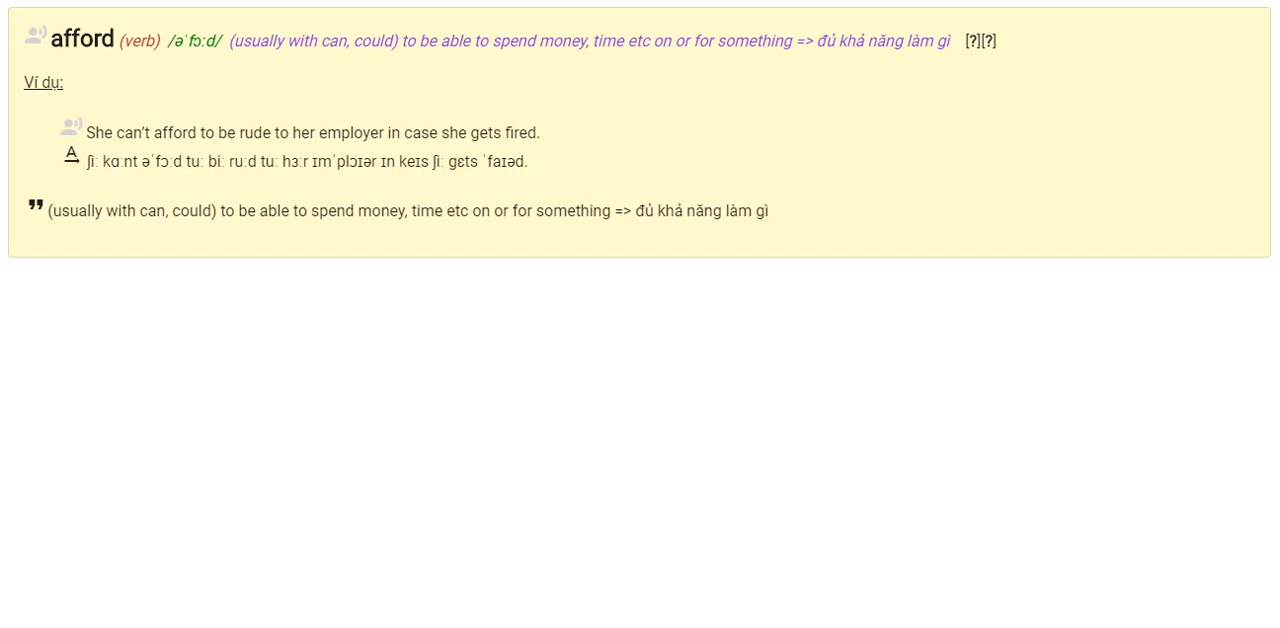 afford (verb) /əˈfɔːd/ (usually with can, could) to be able to spend money, time etc on or for something => đủ khả năng làm gì [?][?]
Ví dụ:
She can’t afford to be rude to her employer in case she gets fired.
ʃiː kɑːnt əˈfɔːd tuː biː ruːd tuː hɜːr ɪmˈplɔɪər ɪn keɪs ʃiː gɛts ˈfaɪəd.
(usually with can, could) to be able to spend money, time etc on or for something => đủ khả năng làm gì